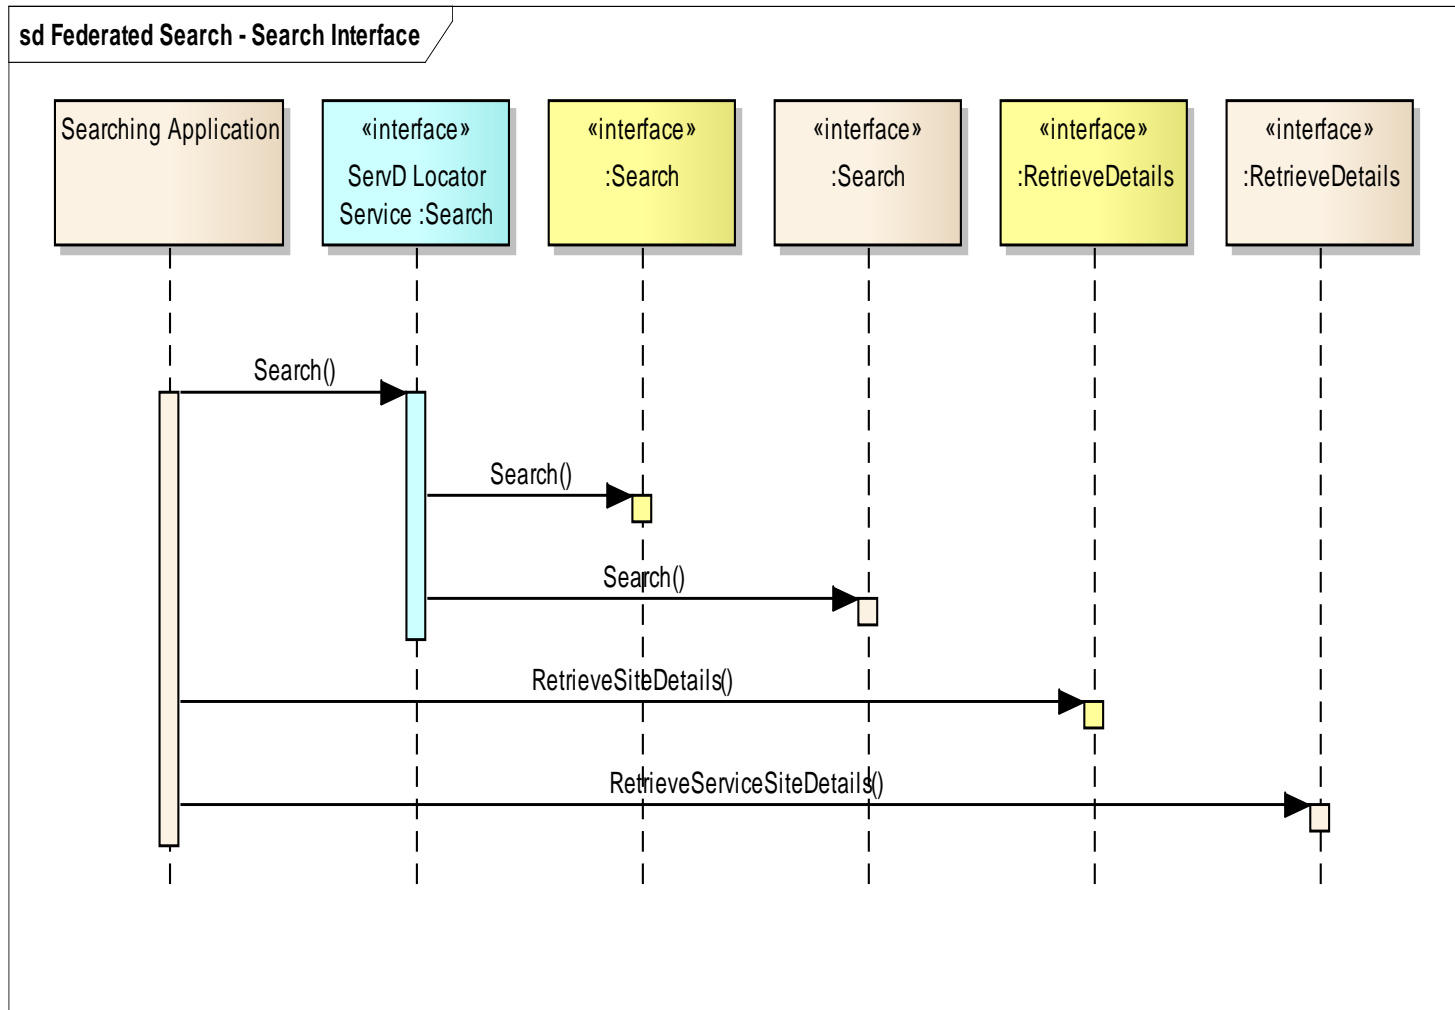 sd Federated Search - Search Interface
Searching Application
«interface»
ServD Locator
Service :Search
«interface»
:Search
«interface»
:Search
«interface»
:RetrieveDetails
«interface»
:RetrieveDetails
Search()
Search()
Search()
RetrieveSiteDetails()
RetrieveServiceSiteDetails()